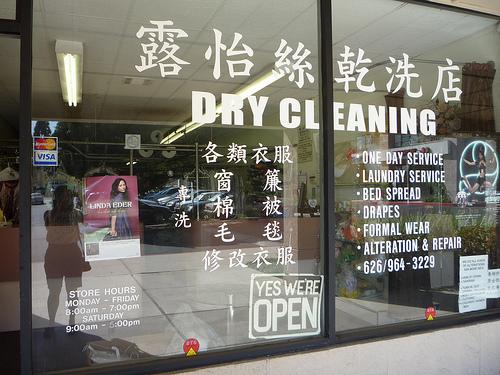 露怡絲乾洗店
DRY CLEANING
各類衣服
窗 簾
專 棉 被
洗 毛 毯
修改衣服
• ONE DAY SERVICE
• LAUNDRY SERVICE
• BED SPREAD
• DRAPES
• FORMAL WEAR
• ALTERATION & REPAIR
• 626/964-3229
MasterCard
VISA
LINDA EDER
STORE HOURS
MONDAY - FRIDAY
8:00am - 7:00pm
SATURDAY
9:00am - 5:00pm
YES WE'RE
OPEN